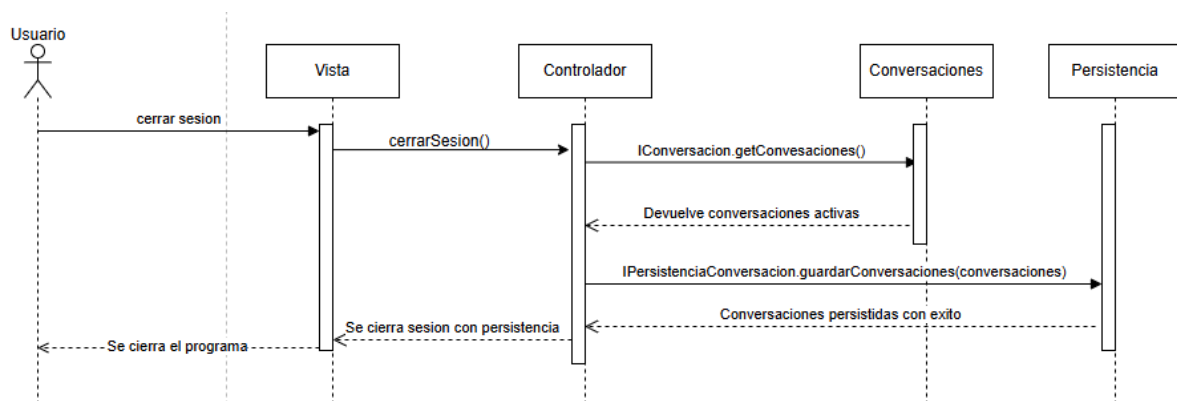 Usuario
Vista
Controlador
Conversaciones
Persistencia
cerrar sesion
cerrarSesion()
IConversacion.getConvesaciones()
Devuelve conversaciones activas
IPersistenciaConversacion.guardarConversaciones(conversaciones)
Conversaciones persistidas con exito
Se cierra sesion con persistencia
Se cierra el programa